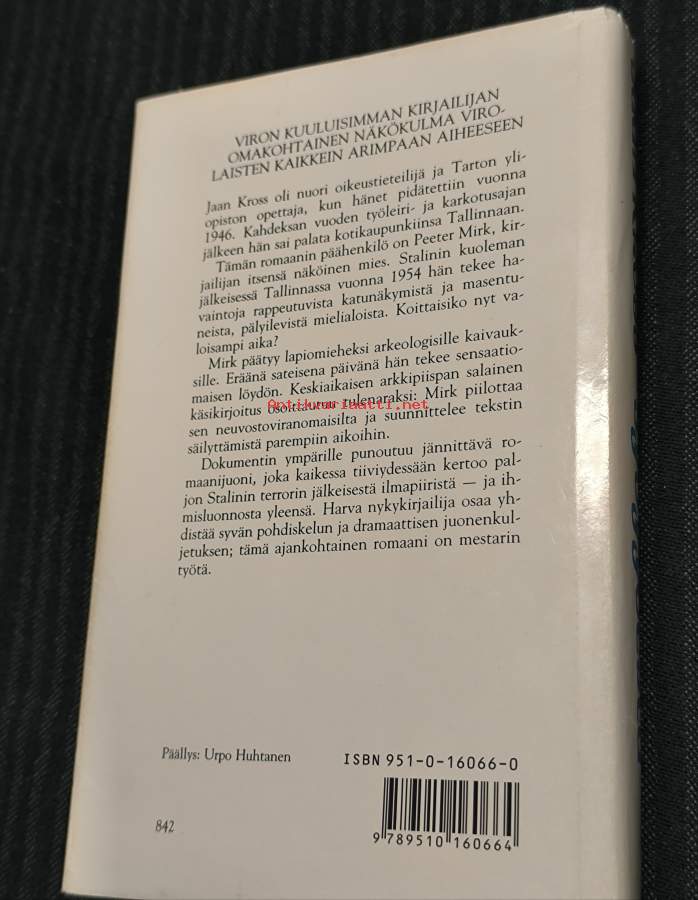 VIRON KUULUISIMMAN KIRJAILIJAN
OMAKOHTAINEN NÄKÖKULMA VIRO-
LAISTEN KAIKKEIN ARIMPAAN AIHEESEEN
Jaan Kross oli nuori oikeustieteilijä ja Tarton yli-
opiston opettaja, kun hänet pidätettiin vuonna
1946. Kahdeksan vuoden työleiri- ja karkotusajan
jälkeen hän sai palata kotikaupunkiinsa Tallinnaan.
Tämän romaanin päähenkilö on Peeter Mirk, kir-
jailijan itsensä näköinen mies. Stalinin kuoleman
jälkeisessä Tallinnassa vuonna 1954 hän tekee ha-
vaintoja rappeutuvista katunäkymistä ja masentu-
neista, pälyilevistä mielialoista. Koittaisiko nyt va-
loisampi aika?
Mirk päätyy lapiomieheksi arkeologisille kaivauk-
sille. Eräänä sateisena päivänä hän tekee sensaatio-
maisen löydön. Keskiaikaisen arkkipiispan salainen
käsikirjoitus osoittautuu tulenaraksi: Mirk piilottaa
Antikvariaatti.net
sen neuvostoviranomaisilta ja suunnittelee tekstin
säilyttämistä parempiin aikoihin.
Dokumentin ympärille punoutuu jännittävä ro-
maanijuoni, joka kaikessa tiiviydessään kertoo pal-
jon Stalinin terrorin jälkeisestä ilmapiiristä — ja ih-
misluonnosta yleensä. Harva nykykirjailija osaa yh-
distää syvän pohdiskelun ja dramaattisen juonenkul-
jetuksen; tämä ajankohtainen romaani on mestarin
työtä.
Päällys: Urpo Huhtanen
ISBN 951-0-16066-0
842
9 789510 160664